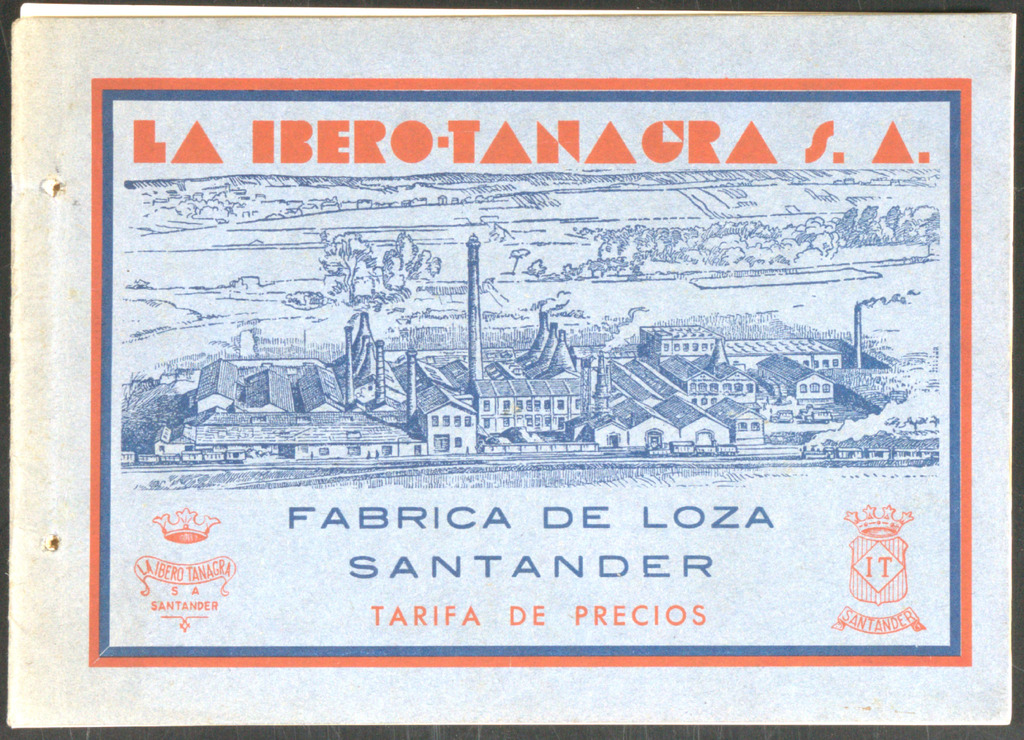 LA IBERO-TANAGRA S. A.
FABRICA DE LOZA
SANTANDER
TARIFA DE PRECIOS
LA IBERO TANAGRA
S A
SANTANDER
IT
SANTANDER